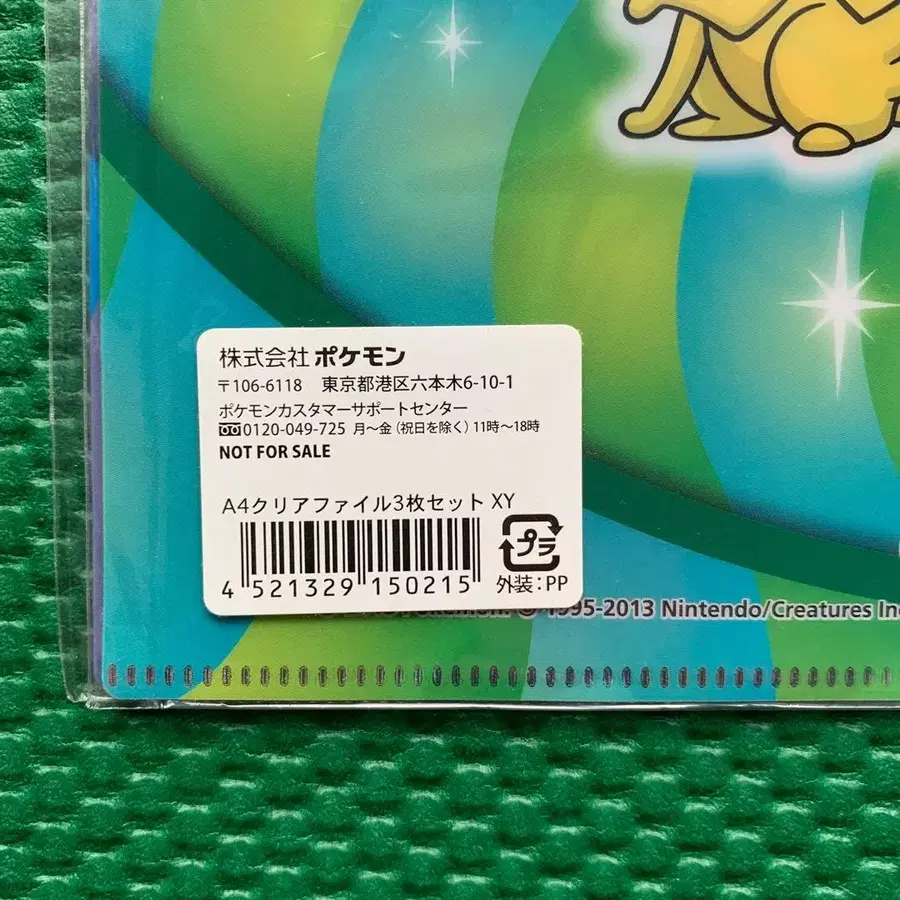 株式会社 ポケモン
〒106-6118 東京都港区六本木6-10-1
ポケモンカスタマーサポートセンター
0120-049-725 月〜金（祝日を除く）11時〜18時
NOT FOR SALE
A4クリアファイル3枚セット XY
4 521329 150215
プラ
外装：PP
1995-2013 Nintendo/Creatures Inc